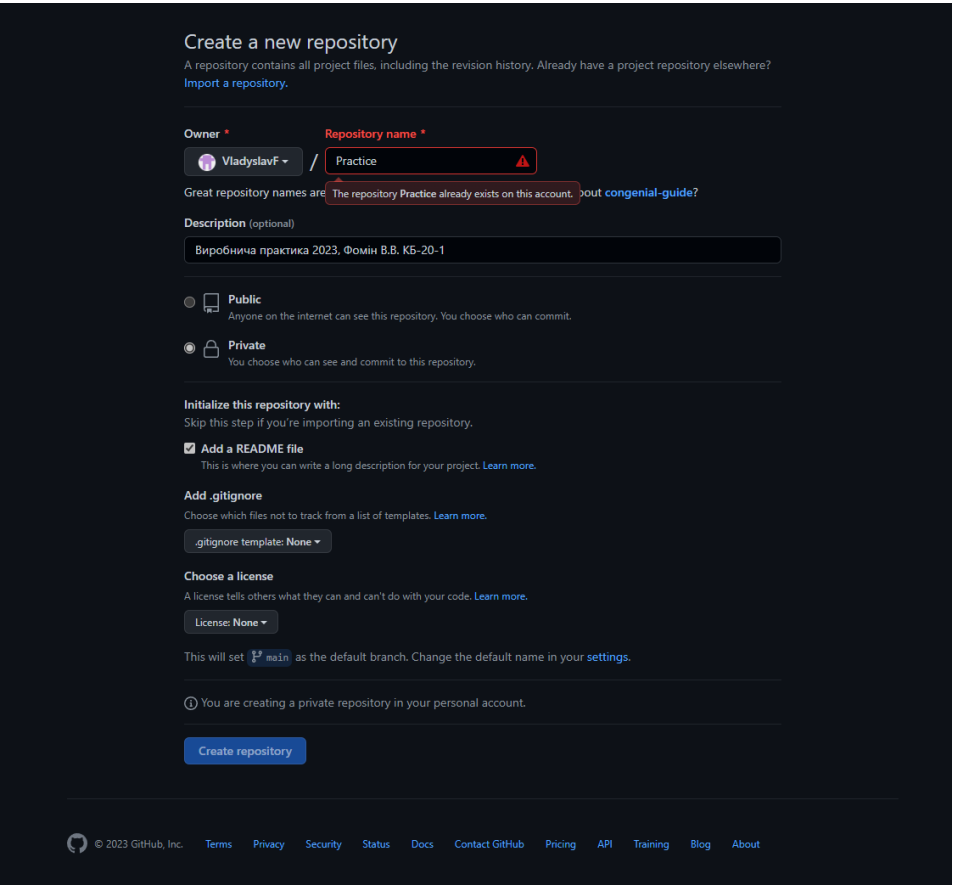 Create a new repository
A repository contains all project files, including the revision history. Already have a project repository elsewhere?
Import a repository.
Owner *
Repository name *
VladyslavF
/
Practice
Great repository names are
The repository Practice already exists on this account.
bout congenial-guide?
Description (optional)
Виробнича практика 2023, Фомін В.В. КБ-20-1
Public
Anyone on the internet can see this repository. You choose who can commit.
Private
You choose who can see and commit to this repository.
Initialize this repository with:
Skip this step if you're importing an existing repository.
Add a README file
This is where you can write a long description for your project. Learn more.
Add .gitignore
Choose which files not to track from a list of templates. Learn more.
.gitignore template: None
Choose a license
A license tells others what they can and can't do with your code. Learn more.
License: None
This will set main as the default branch. Change the default name in your settings.
You are creating a private repository in your personal account.
Create repository
© 2023 GitHub, Inc. Terms Privacy Security Status Docs Contact GitHub Pricing API Training Blog About